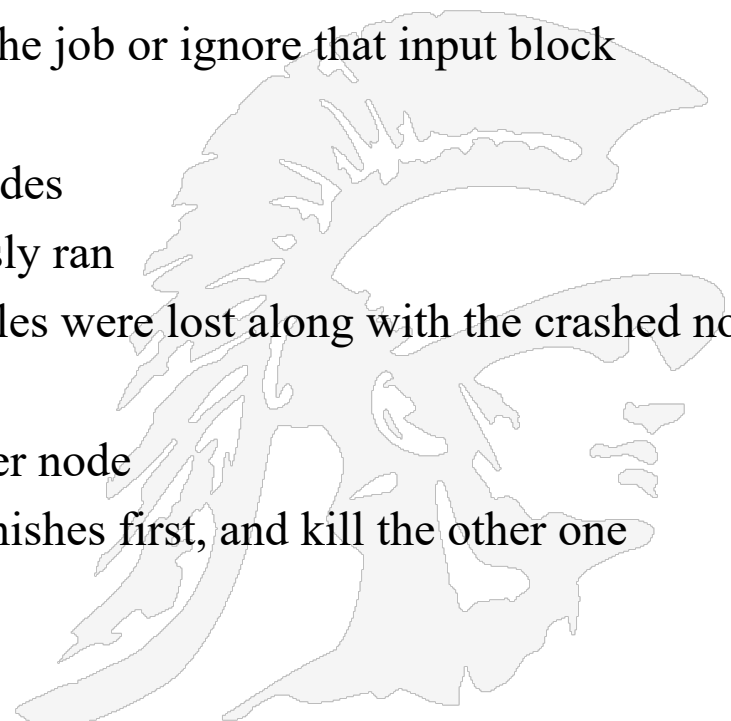 he job or ignore that input block
des
sly ran
les were lost along with the crashed no
er node
nishes first, and kill the other one